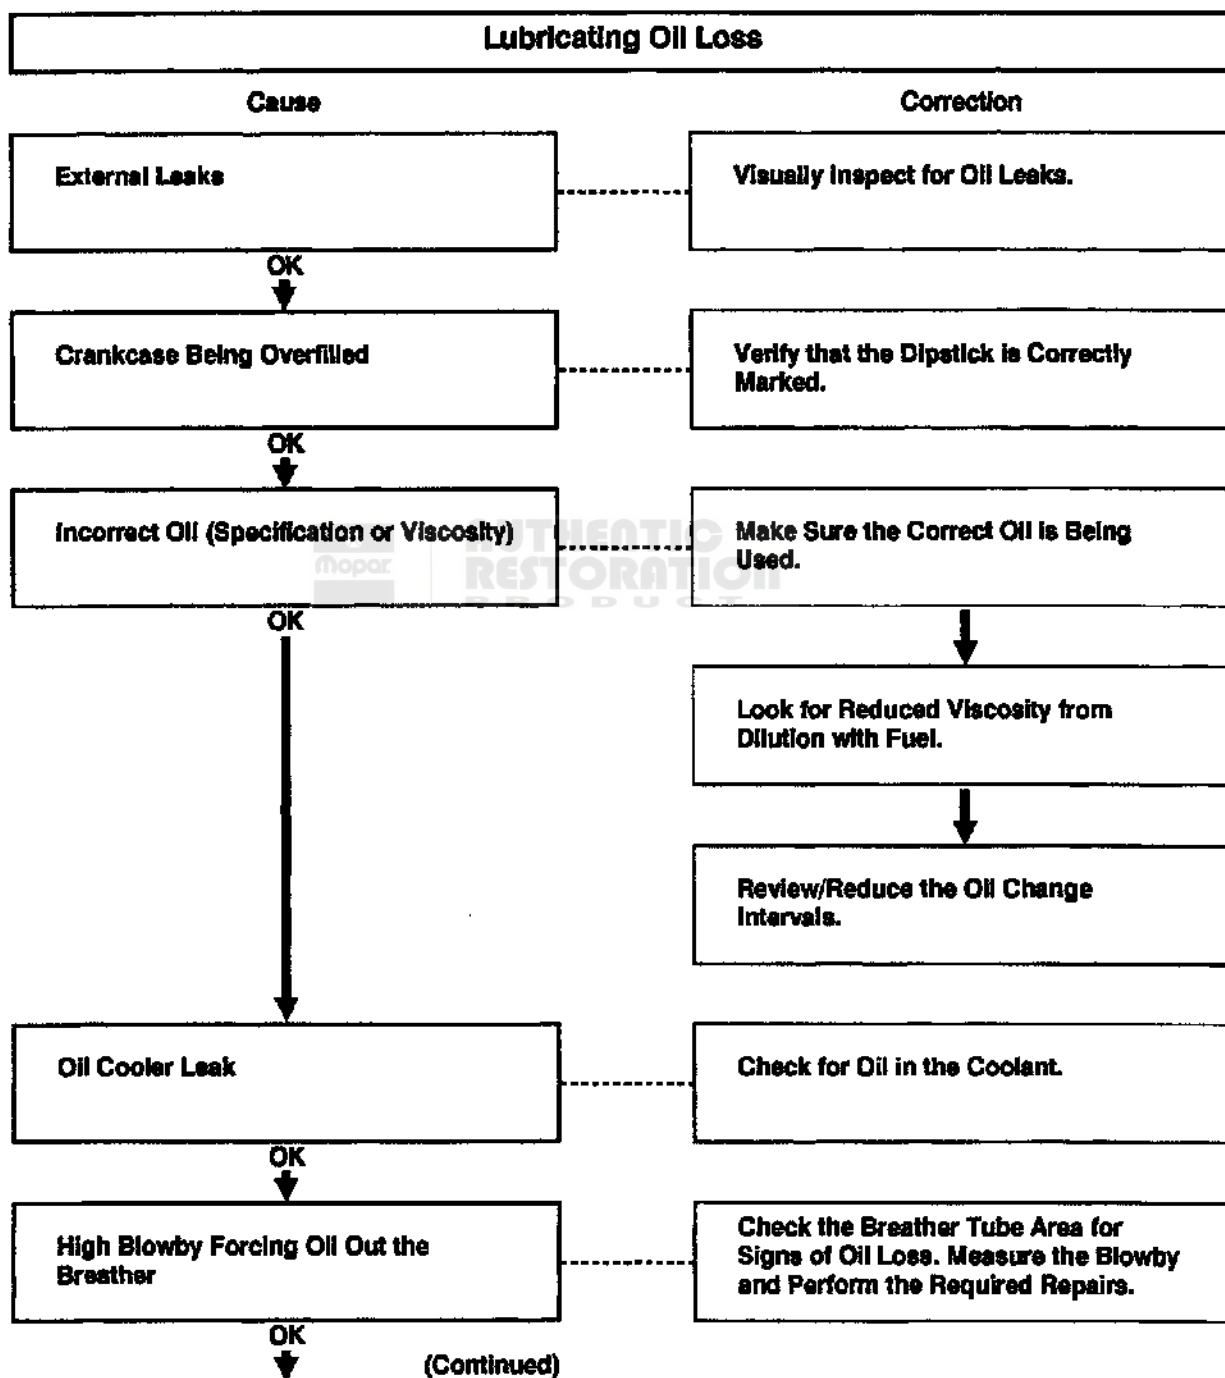 Lubricating Oil Loss
Cause
Correction
External Leaks
Visually Inspect for Oil Leaks.
OK
Crankcase Being Overfilled
Verify that the Dipstick is Correctly
Marked.
OK
Incorrect Oil (Specification or Viscosity)
Make Sure the Correct Oil is Being
Used.
Mopar
AUTHENTIC
RESTORATION
PRODUCT
OK
Look for Reduced Viscosity from
Dilution with Fuel.
Review/Reduce the Oil Change
Intervals.
Oil Cooler Leak
Check for Oil in the Coolant.
OK
High Blowby Forcing Oil Out the
Breather
Check the Breather Tube Area for
Signs of Oil Loss. Measure the Blowby
and Perform the Required Repairs.
OK
(Continued)